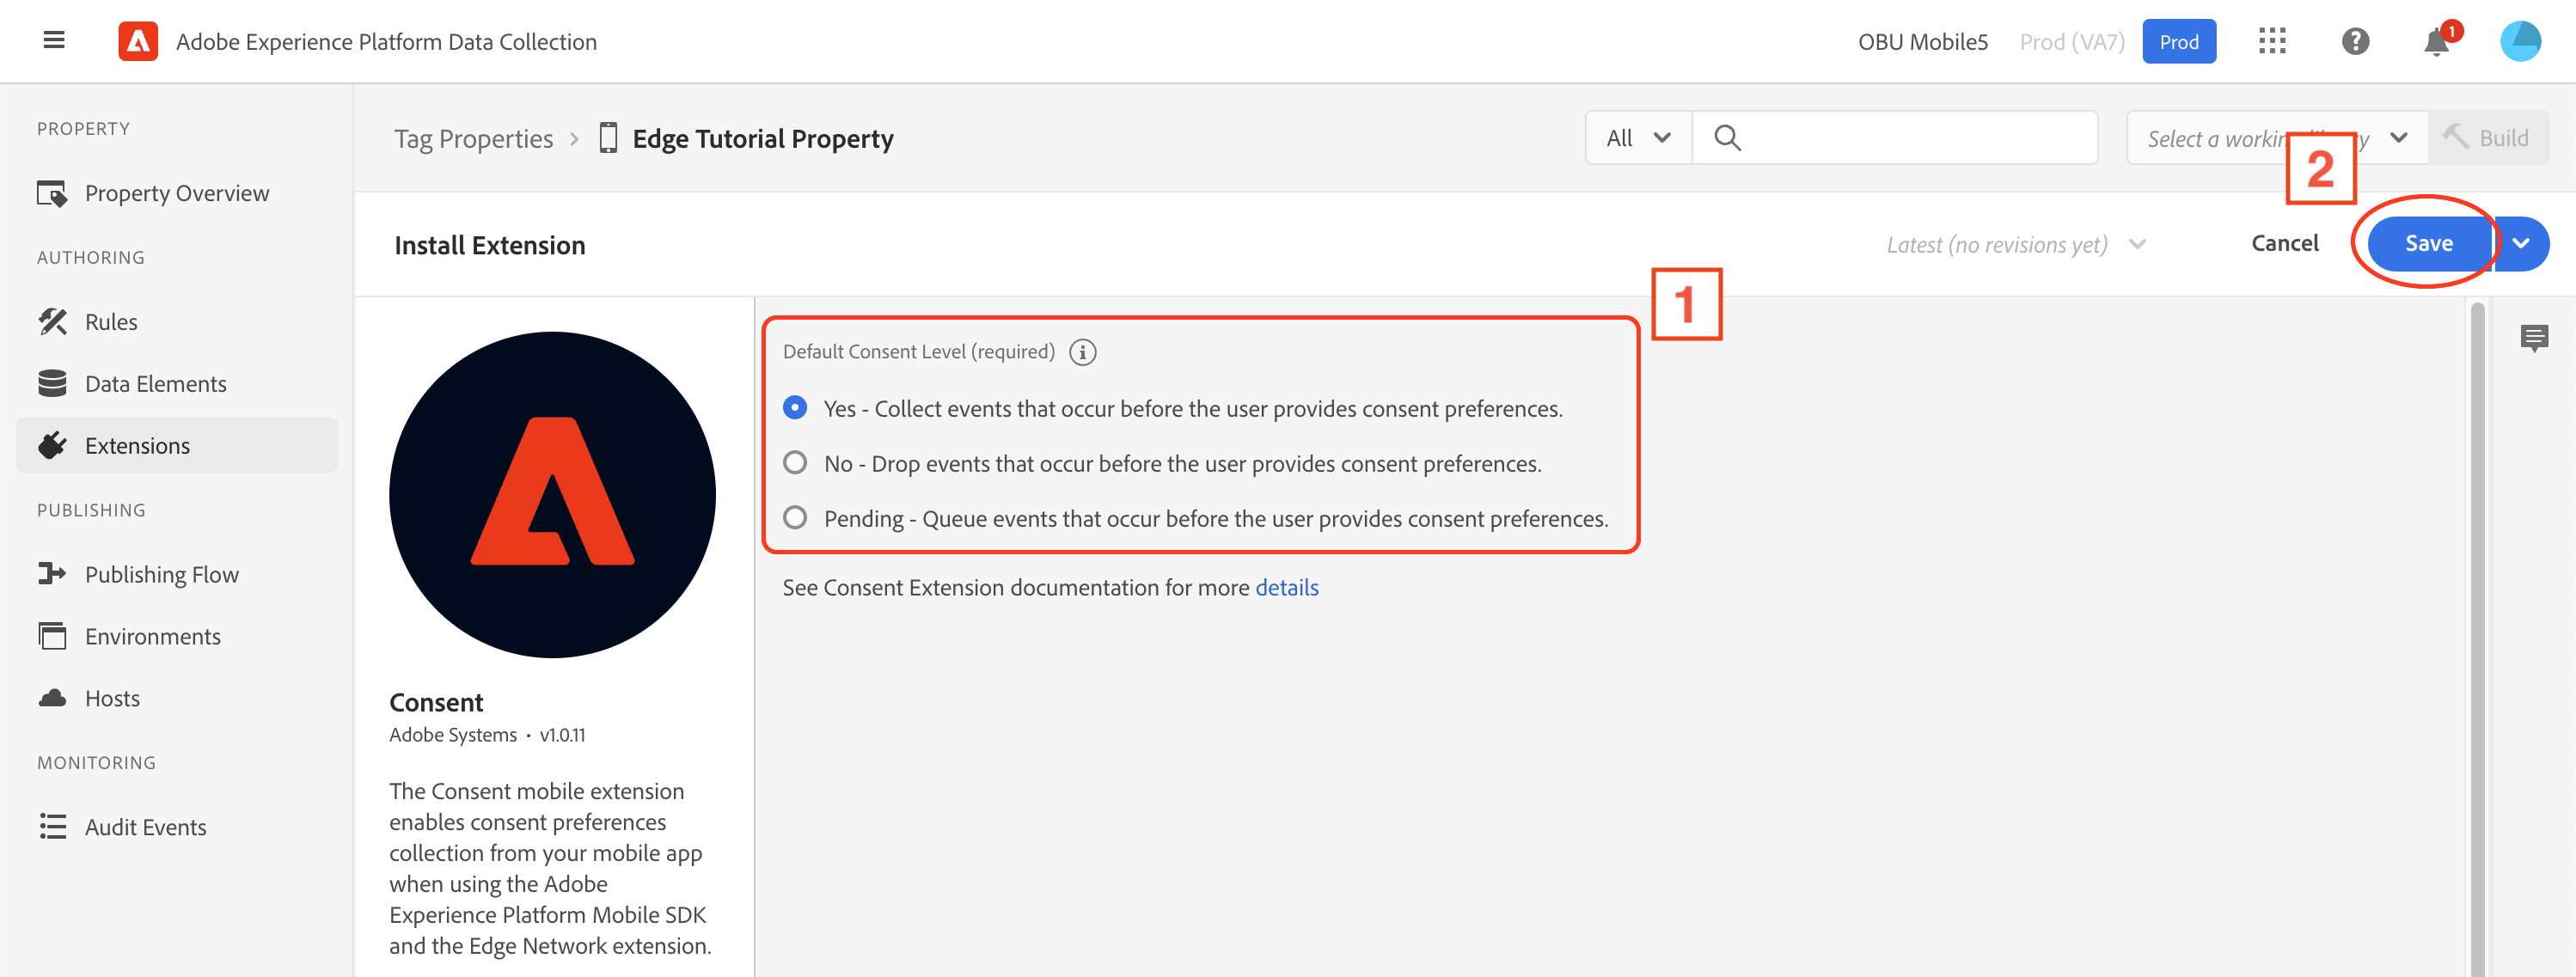 Adobe Experience Platform Data Collection
OBU Mobile5
Prod (VA7)
Prod
1
PROPERTY
Property Overview
AUTHORING
Rules
Data Elements
Extensions
PUBLISHING
Publishing Flow
Environments
Hosts
MONITORING
Audit Events
Tag Properties
Edge Tutorial Property
All
Select a working
Build
2
Install Extension
Latest (no revisions yet)
Cancel
Save
1
Default Consent Level (required)
Yes - Collect events that occur before the user provides consent preferences.
No - Drop events that occur before the user provides consent preferences.
Pending - Queue events that occur before the user provides consent preferences.
See Consent Extension documentation for more details
Consent
Adobe Systems • v1.0.11
The Consent mobile extension
enables consent preferences
collection from your mobile app
when using the Adobe
Experience Platform Mobile SDK
and the Edge Network extension.